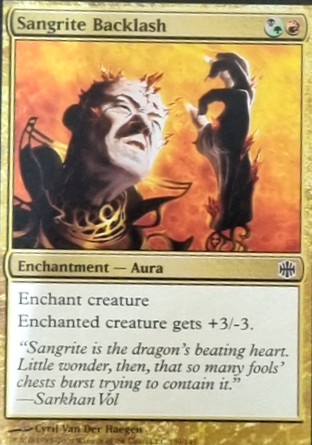 Sangrite Backlash
Enchantment — Aura
Enchant creature
Enchanted creature gets +3/-3.
“Sangrite is the dragon’s beating heart.
Little wonder, then, that so many fools’
chests burst trying to contain it.”
—Sarkhan Vol
Cyril Van Der Haegen